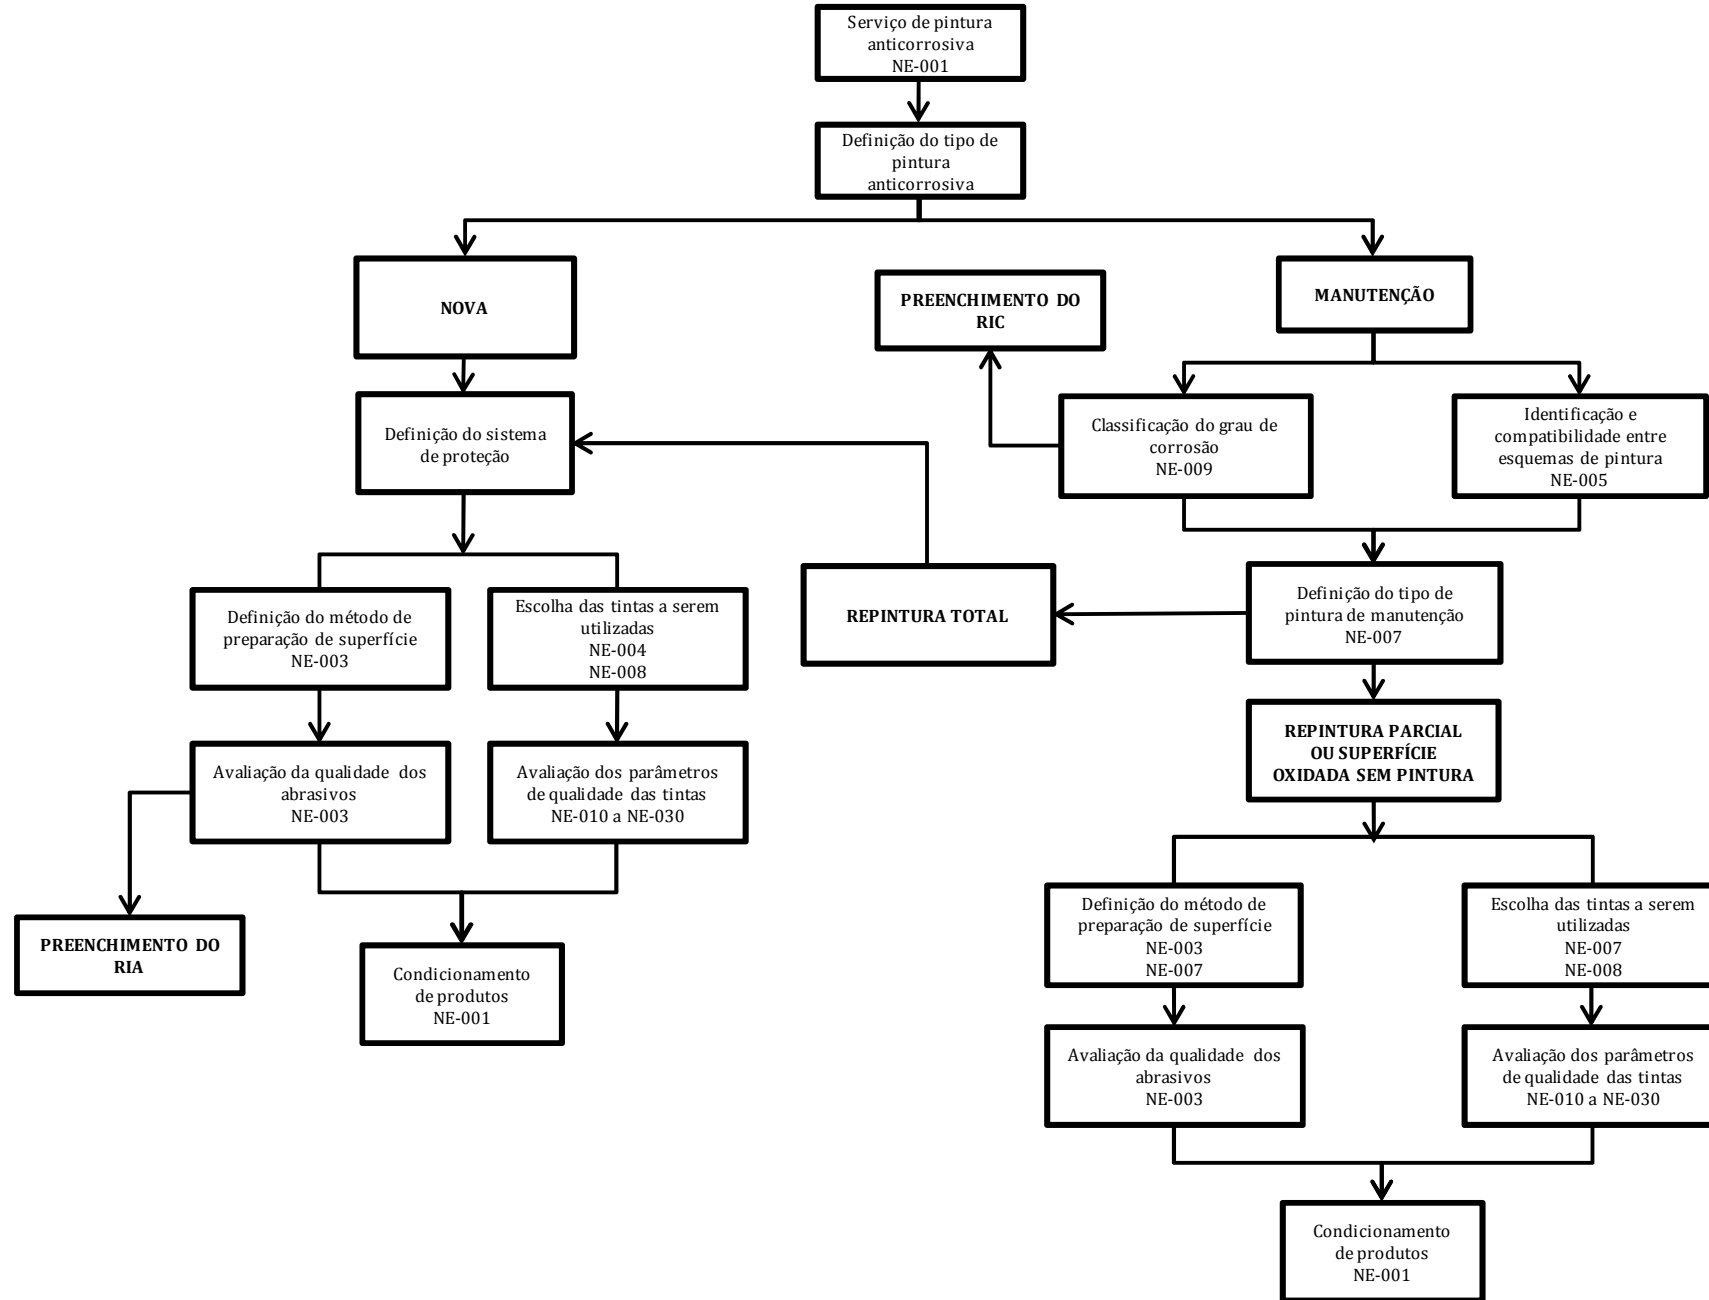 Serviço de pintura
anticorrosiva
NE-001
Definição do tipo de
pintura
anticorrosiva
NOVA
PREENCHIMENTO DO
RIC
MANUTENÇÃO
Definição do sistema
de proteção
Classificação do grau de
corrosão
NE-009
Identificação e
compatibilidade entre
esquemas de pintura
NE-005
Definição do método de
preparação de superfície
NE-003
Escolha das tintas a serem
utilizadas
NE-004
NE-008
REPINTURA TOTAL
Definição do tipo de
pintura de manutenção
NE-007
REPINTURA PARCIAL
OU SUPERFÍCIE
OXIDADA SEM PINTURA
Avaliação da qualidade dos
abrasivos
NE-003
Avaliação dos parâmetros
de qualidade das tintas
NE-010 a NE-030
PREENCHIMENTO DO
RIA
Condicionamento
de produtos
NE-001
Definição do método de
preparação de superfície
NE-003
NE-007
Escolha das tintas a serem
utilizadas
NE-007
NE-008
Avaliação da qualidade dos
abrasivos
NE-003
Avaliação dos parâmetros
de qualidade das tintas
NE-010 a NE-030
Condicionamento
de produtos
NE-001